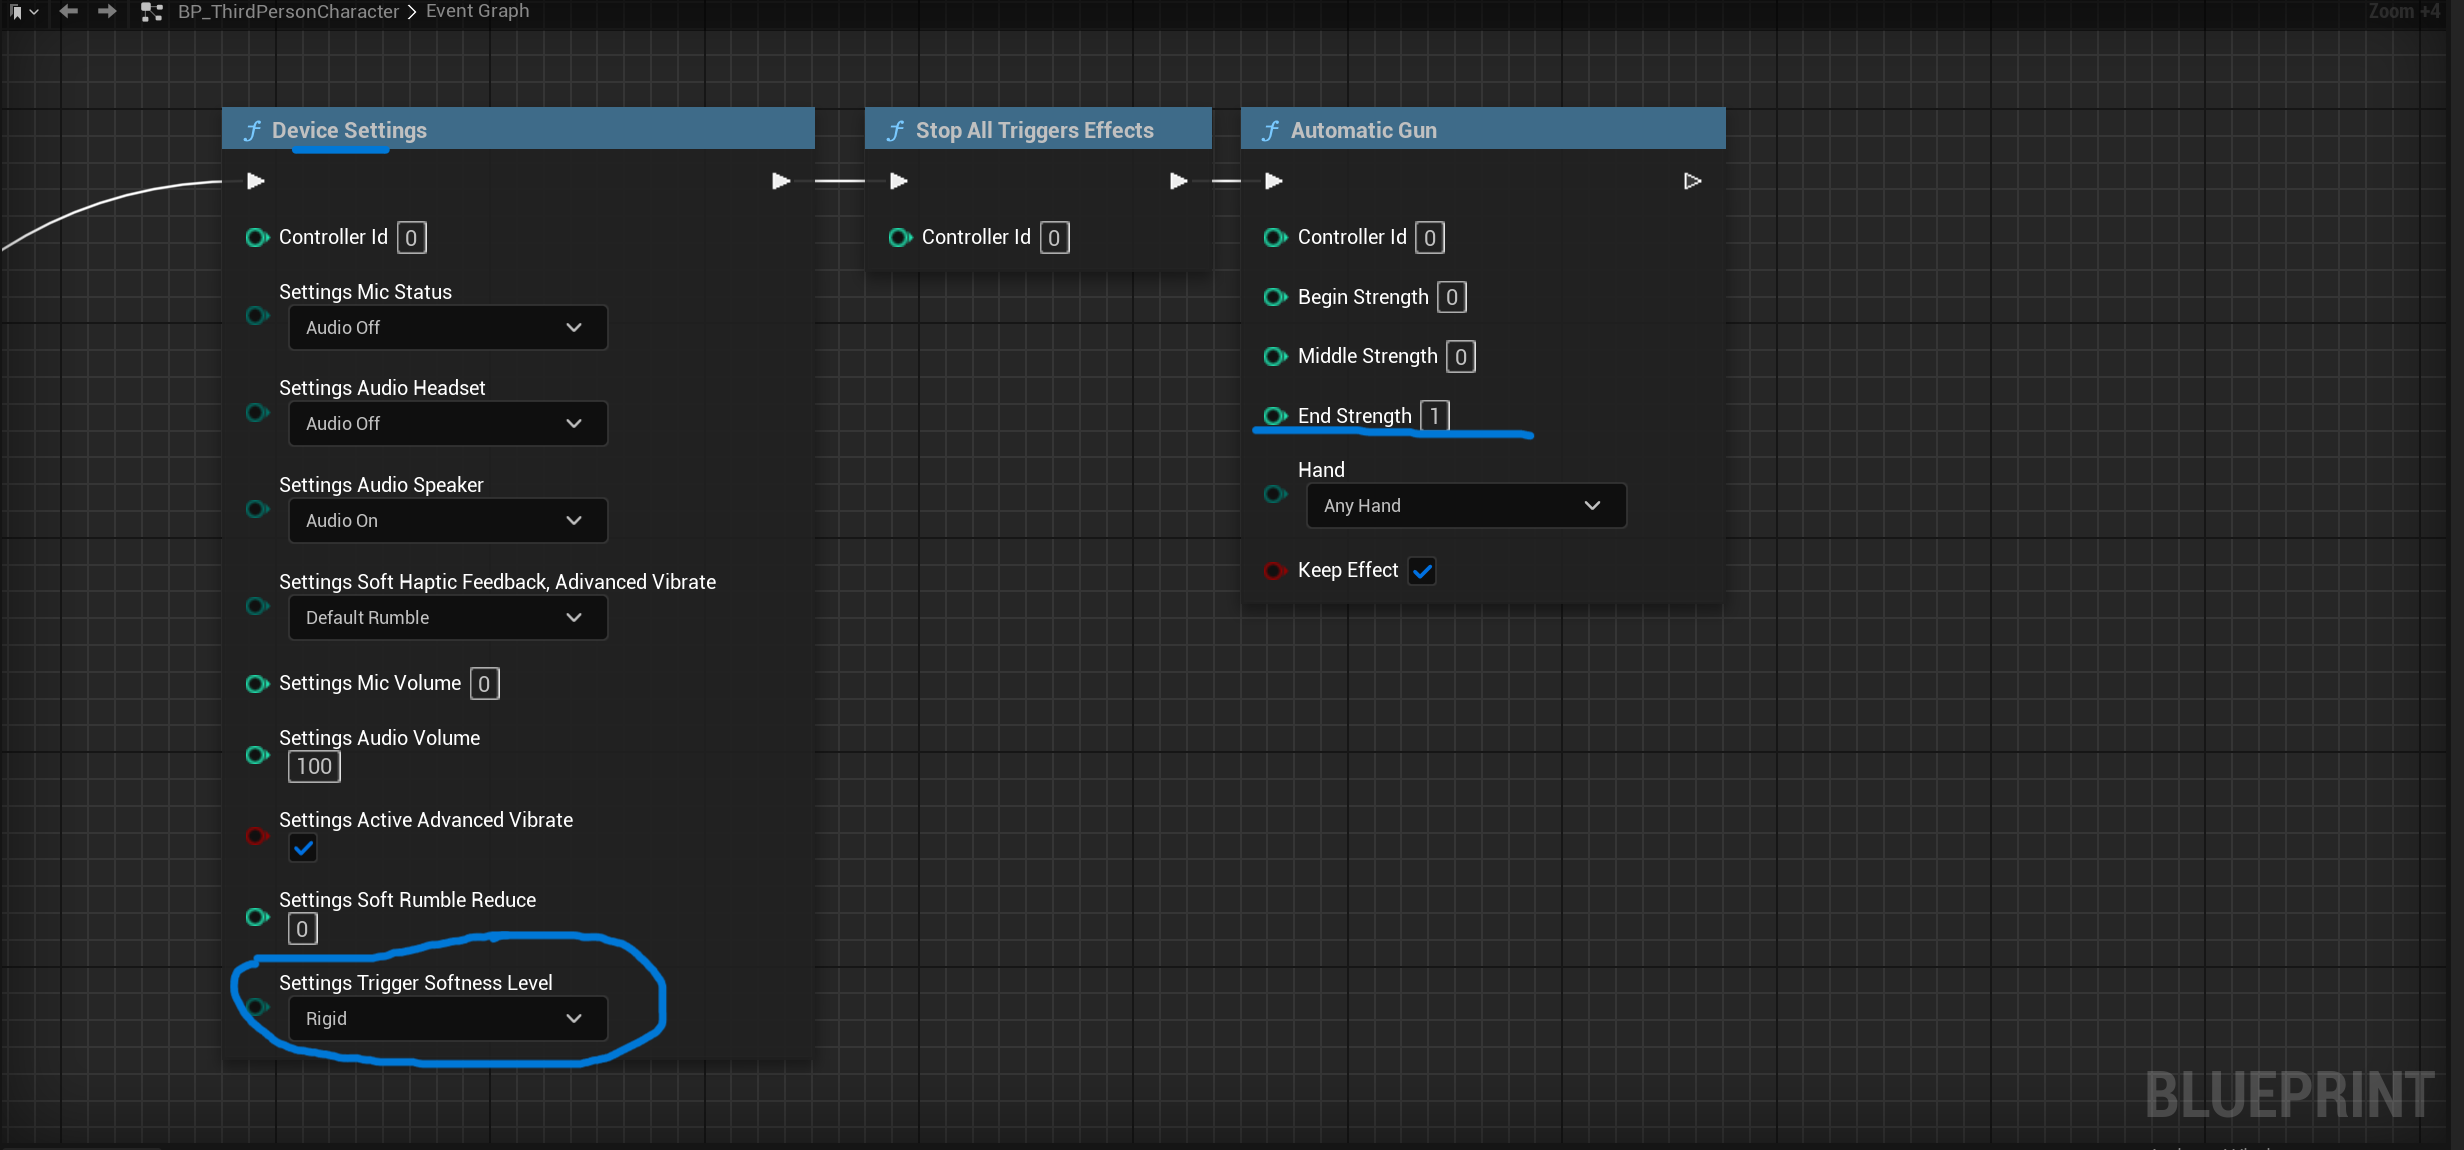 BP_ThirdPersonCharacter > Event Graph
Zoom +4
Device Settings
Controller Id 0
Settings Mic Status
Audio Off
Settings Audio Headset
Audio Off
Settings Audio Speaker
Audio On
Settings Soft Haptic Feedback, Adivanced Vibrate
Default Rumble
Settings Mic Volume 0
Settings Audio Volume
100
Settings Active Advanced Vibrate
Settings Soft Rumble Reduce
0
Settings Trigger Softness Level
Rigid
Stop All Triggers Effects
Controller Id 0
Automatic Gun
Controller Id 0
Begin Strength 0
Middle Strength 0
End Strength 1
Hand
Any Hand
Keep Effect
BLUEPRINT